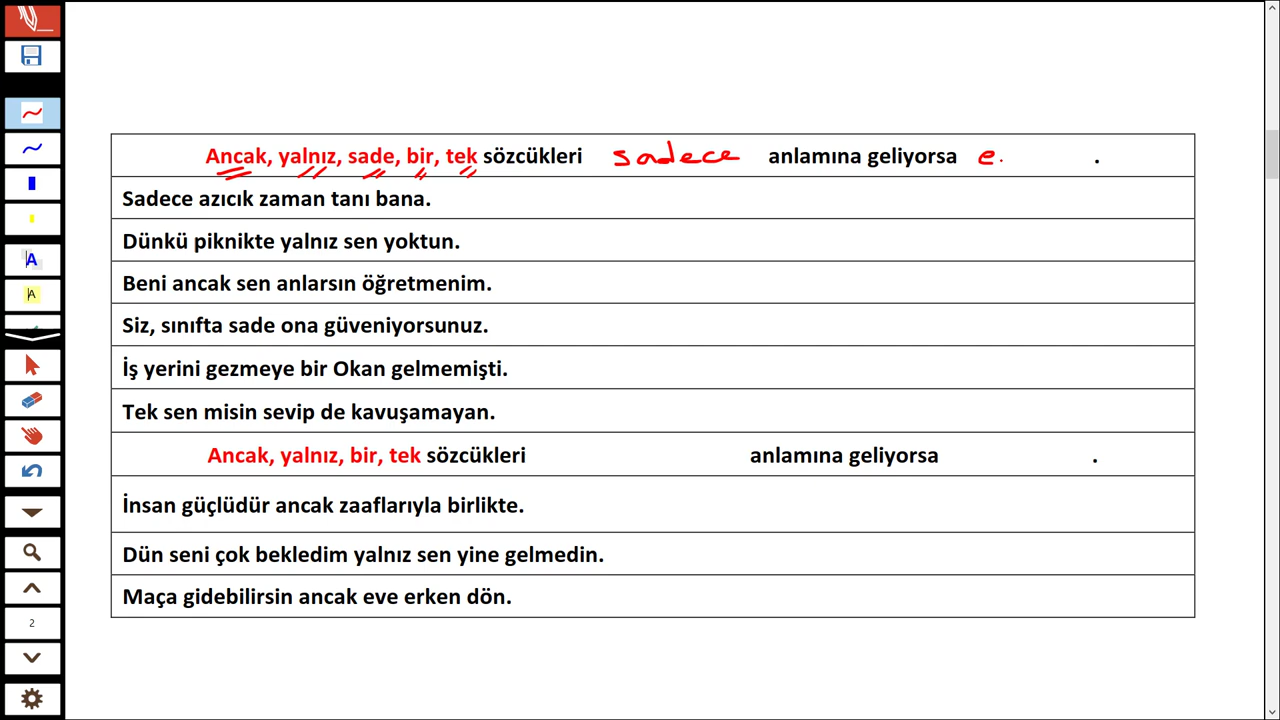 Ancak, yalnız, sade, bir, tek sözcükleri sadece anlamına geliyorsa e. .
Sadece azıcık zaman tanı bana.
Dünkü piknikte yalnız sen yoktun.
Beni ancak sen anlarsın öğretmenim.
Siz, sınıfta sade ona güveniyorsunuz.
İş yerini gezmeye bir Okan gelmemişti.
Tek sen misin sevip de kavuşamayan.
Ancak, yalnız, bir, tek sözcükleri anlamına geliyorsa .
İnsan güçlüdür ancak zaaflarıyla birlikte.
Dün seni çok bekledim yalnız sen yine gelmedin.
Maça gidebilirsin ancak eve erken dön.
A
A
2